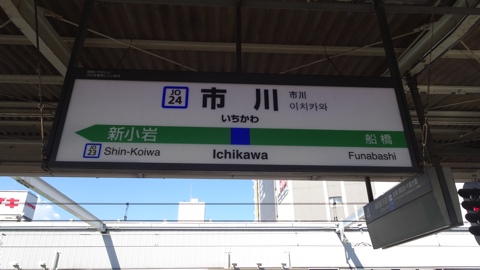 JO
24
市川
市川
이치카와
いちかわ
新小岩
船橋
JO
23
Shin-Koiwa
Ichikawa
Funabashi